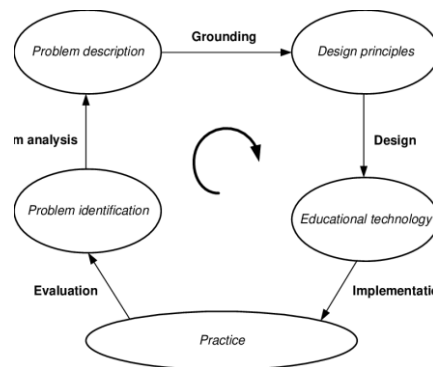 Problem description
Grounding
Design principles
m analysis
Design
Problem identification
Educational technology
Evaluation
Implementati
Practice